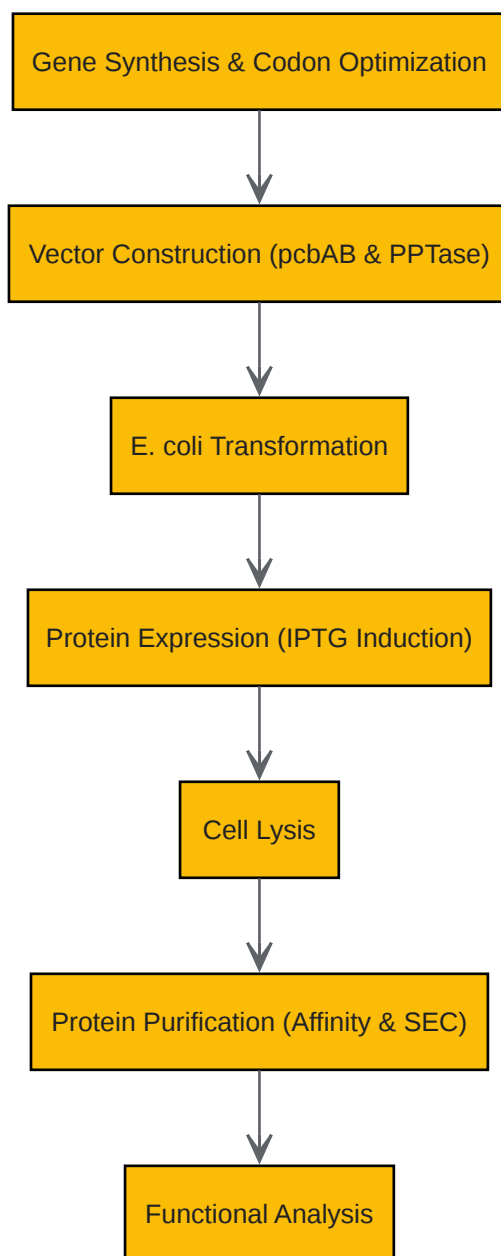 Gene Synthesis & Codon Optimization
Vector Construction (pcbAB & PPTase)
E. coli Transformation
Protein Expression (IPTG Induction)
Cell Lysis
Protein Purification (Affinity & SEC)
Functional Analysis